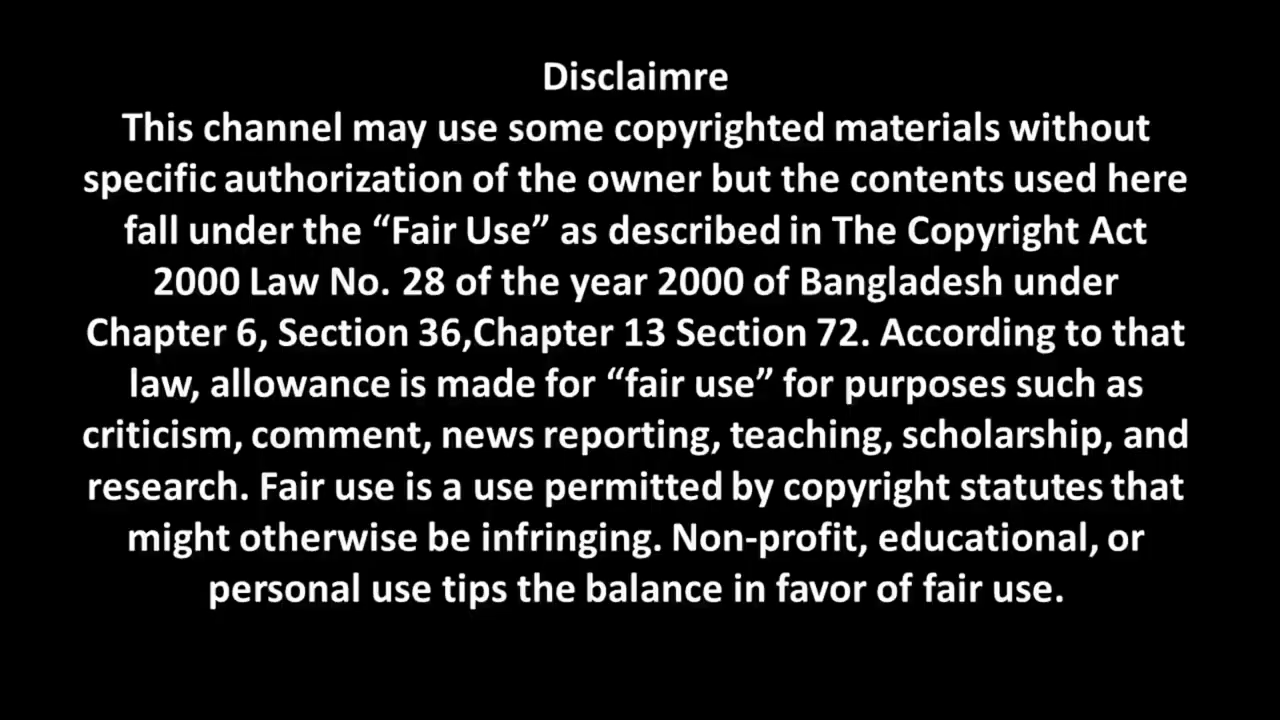 Disclaimre
This channel may use some copyrighted materials without
specific authorization of the owner but the contents used here
fall under the “Fair Use” as described in The Copyright Act
2000 Law No. 28 of the year 2000 of Bangladesh under
Chapter 6, Section 36,Chapter 13 Section 72. According to that
law, allowance is made for “fair use” for purposes such as
criticism, comment, news reporting, teaching, scholarship, and
research. Fair use is a use permitted by copyright statutes that
might otherwise be infringing. Non-profit, educational, or
personal use tips the balance in favor of fair use.